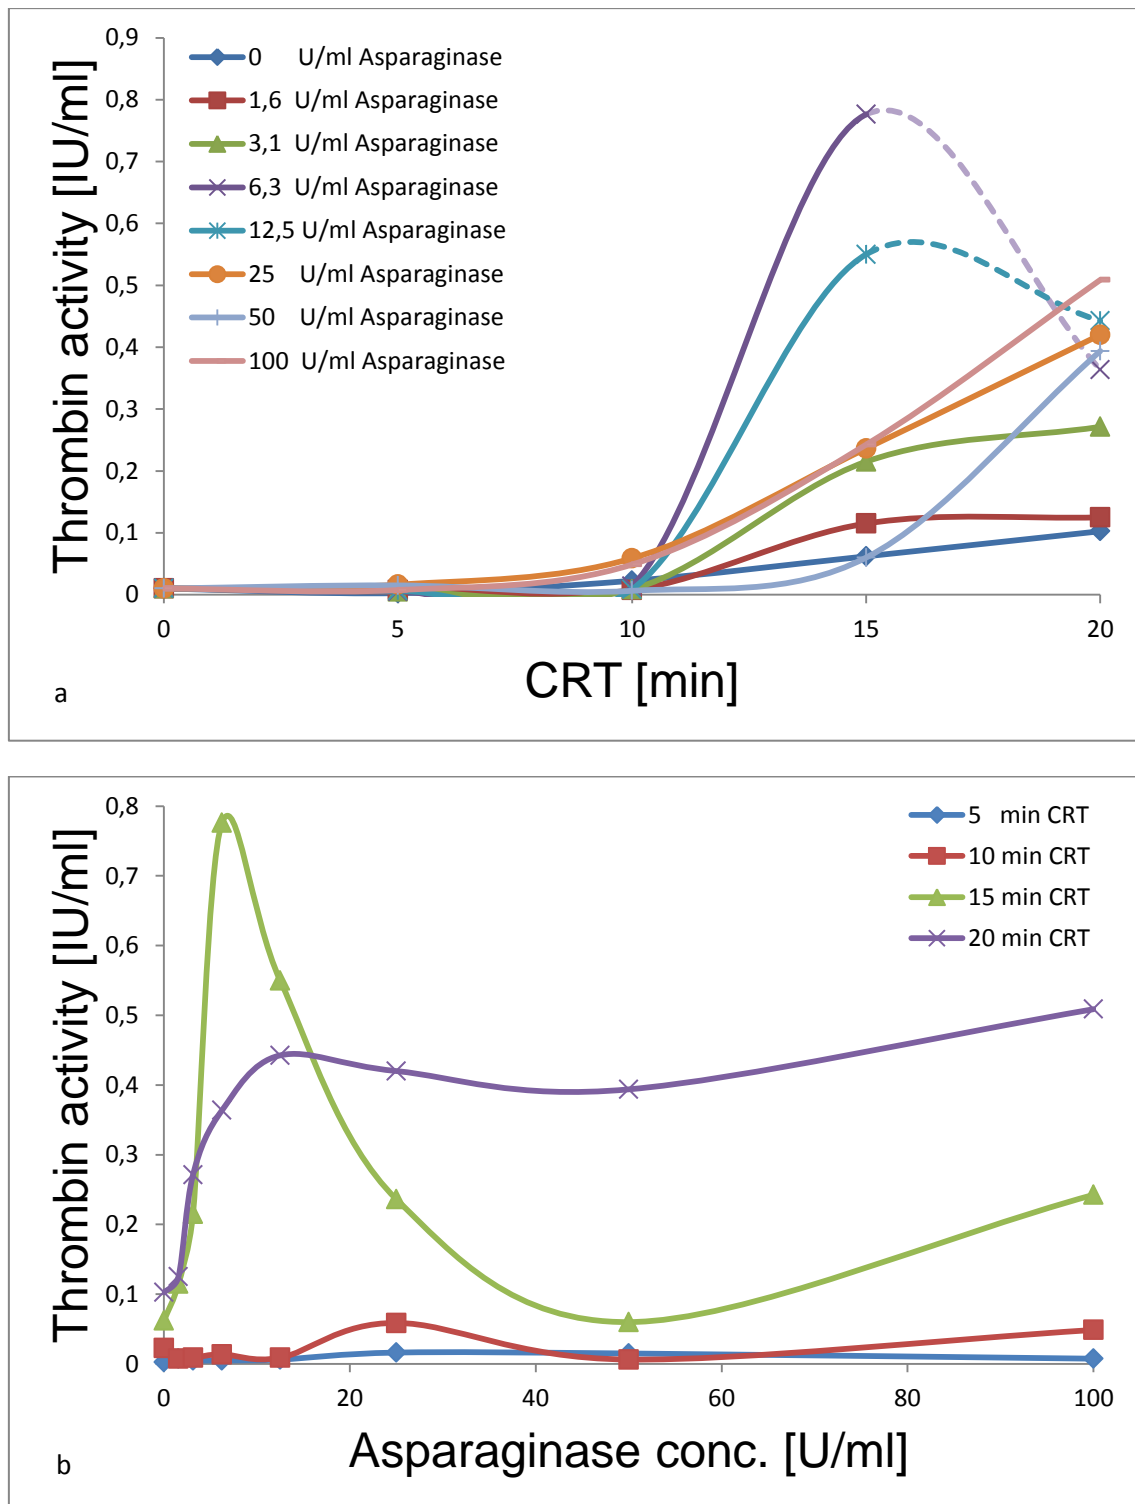 Thrombin activity [IU/ml]
0,9
0,8
0,7
0,6
0,5
0,4
0,3
0,2
0,1
0
0 U/ml Asparaginase
1,6 U/ml Asparaginase
3,1 U/ml Asparaginase
6,3 U/ml Asparaginase
12,5 U/ml Asparaginase
25 U/ml Asparaginase
50 U/ml Asparaginase
100 U/ml Asparaginase
0 5 10 15 20
CRT [min]
a
Thrombin activity [IU/ml]
0,8
0,7
0,6
0,5
0,4
0,3
0,2
0,1
0
5 min CRT
10 min CRT
15 min CRT
20 min CRT
0 20 40 60 80 100
Asparaginase conc. [U/ml]
b